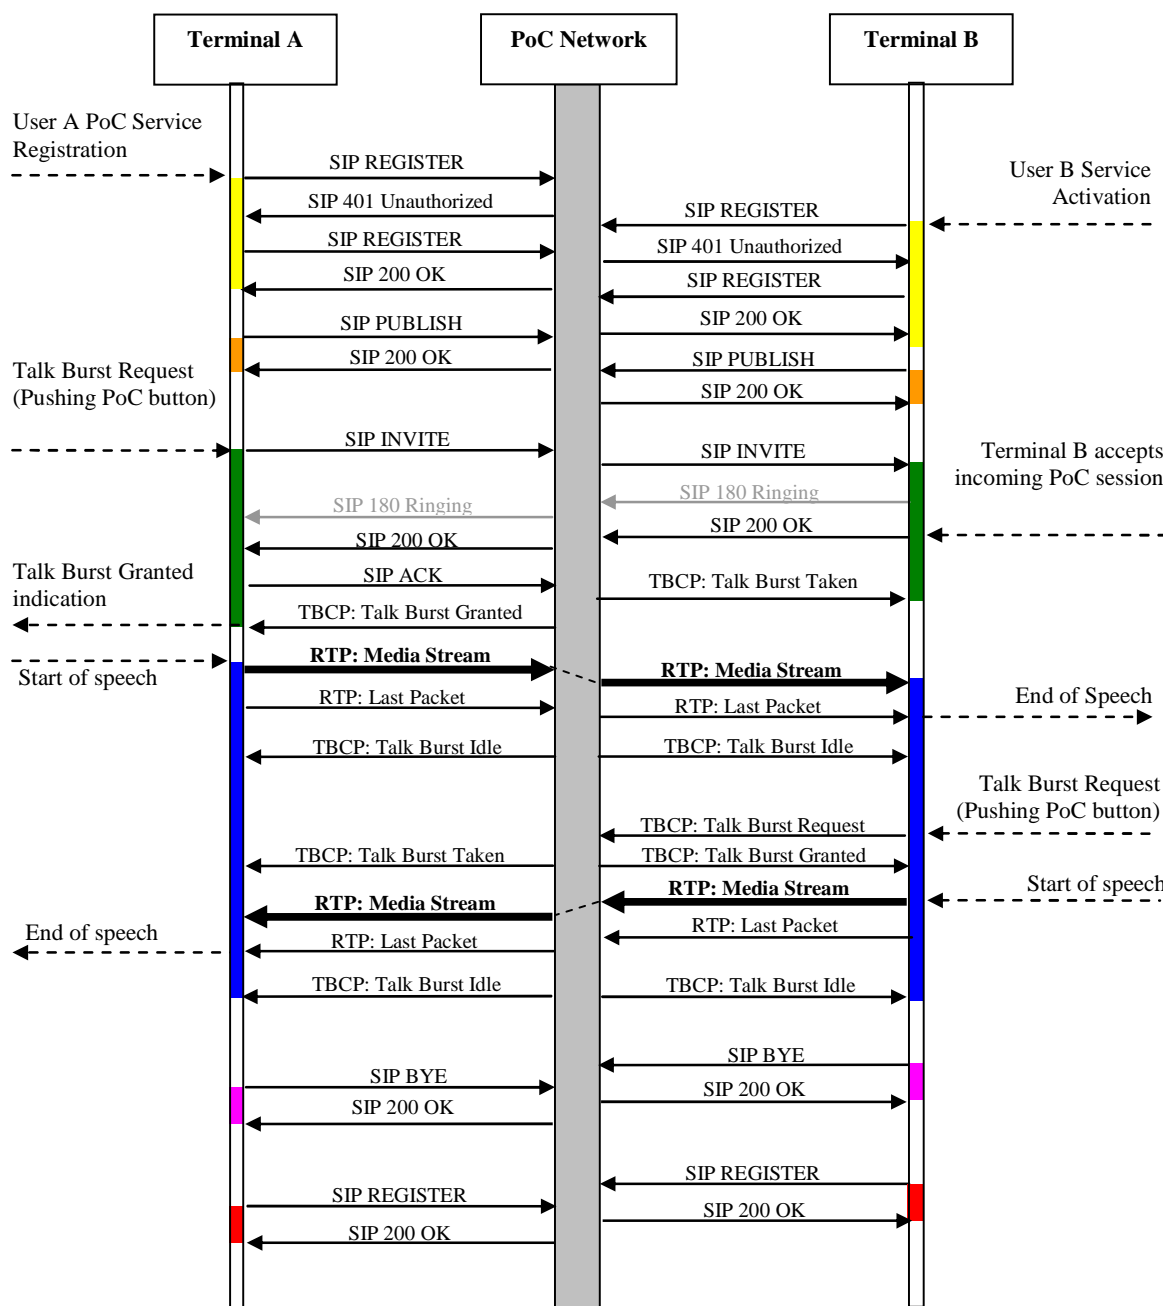 Terminal A
PoC Network
Terminal B
User A PoC Service
Registration
SIP REGISTER
User B Service
Activation
SIP 401 Unauthorized
SIP REGISTER
SIP REGISTER
SIP 401 Unauthorized
SIP 200 OK
SIP REGISTER
SIP PUBLISH
SIP 200 OK
SIP 200 OK
SIP PUBLISH
Talk Burst Request
(Pushing PoC button)
SIP 200 OK
SIP INVITE
SIP INVITE
Terminal B accepts
incoming PoC session
SIP 180 Ringing
SIP 180 Ringing
SIP 200 OK
SIP 200 OK
Talk Burst Granted
indication
SIP ACK
TBCP: Talk Burst Taken
TBCP: Talk Burst Granted
RTP: Media Stream
RTP: Media Stream
Start of speech
RTP: Last Packet
RTP: Last Packet
End of Speech
TBCP: Talk Burst Idle
TBCP: Talk Burst Idle
Talk Burst Request
(Pushing PoC button)
TBCP: Talk Burst Request
TBCP: Talk Burst Taken
TBCP: Talk Burst Granted
RTP: Media Stream
RTP: Media Stream
Start of speech
End of speech
RTP: Last Packet
RTP: Last Packet
TBCP: Talk Burst Idle
TBCP: Talk Burst Idle
SIP BYE
SIP BYE
SIP 200 OK
SIP 200 OK
SIP REGISTER
SIP REGISTER
SIP 200 OK
SIP 200 OK